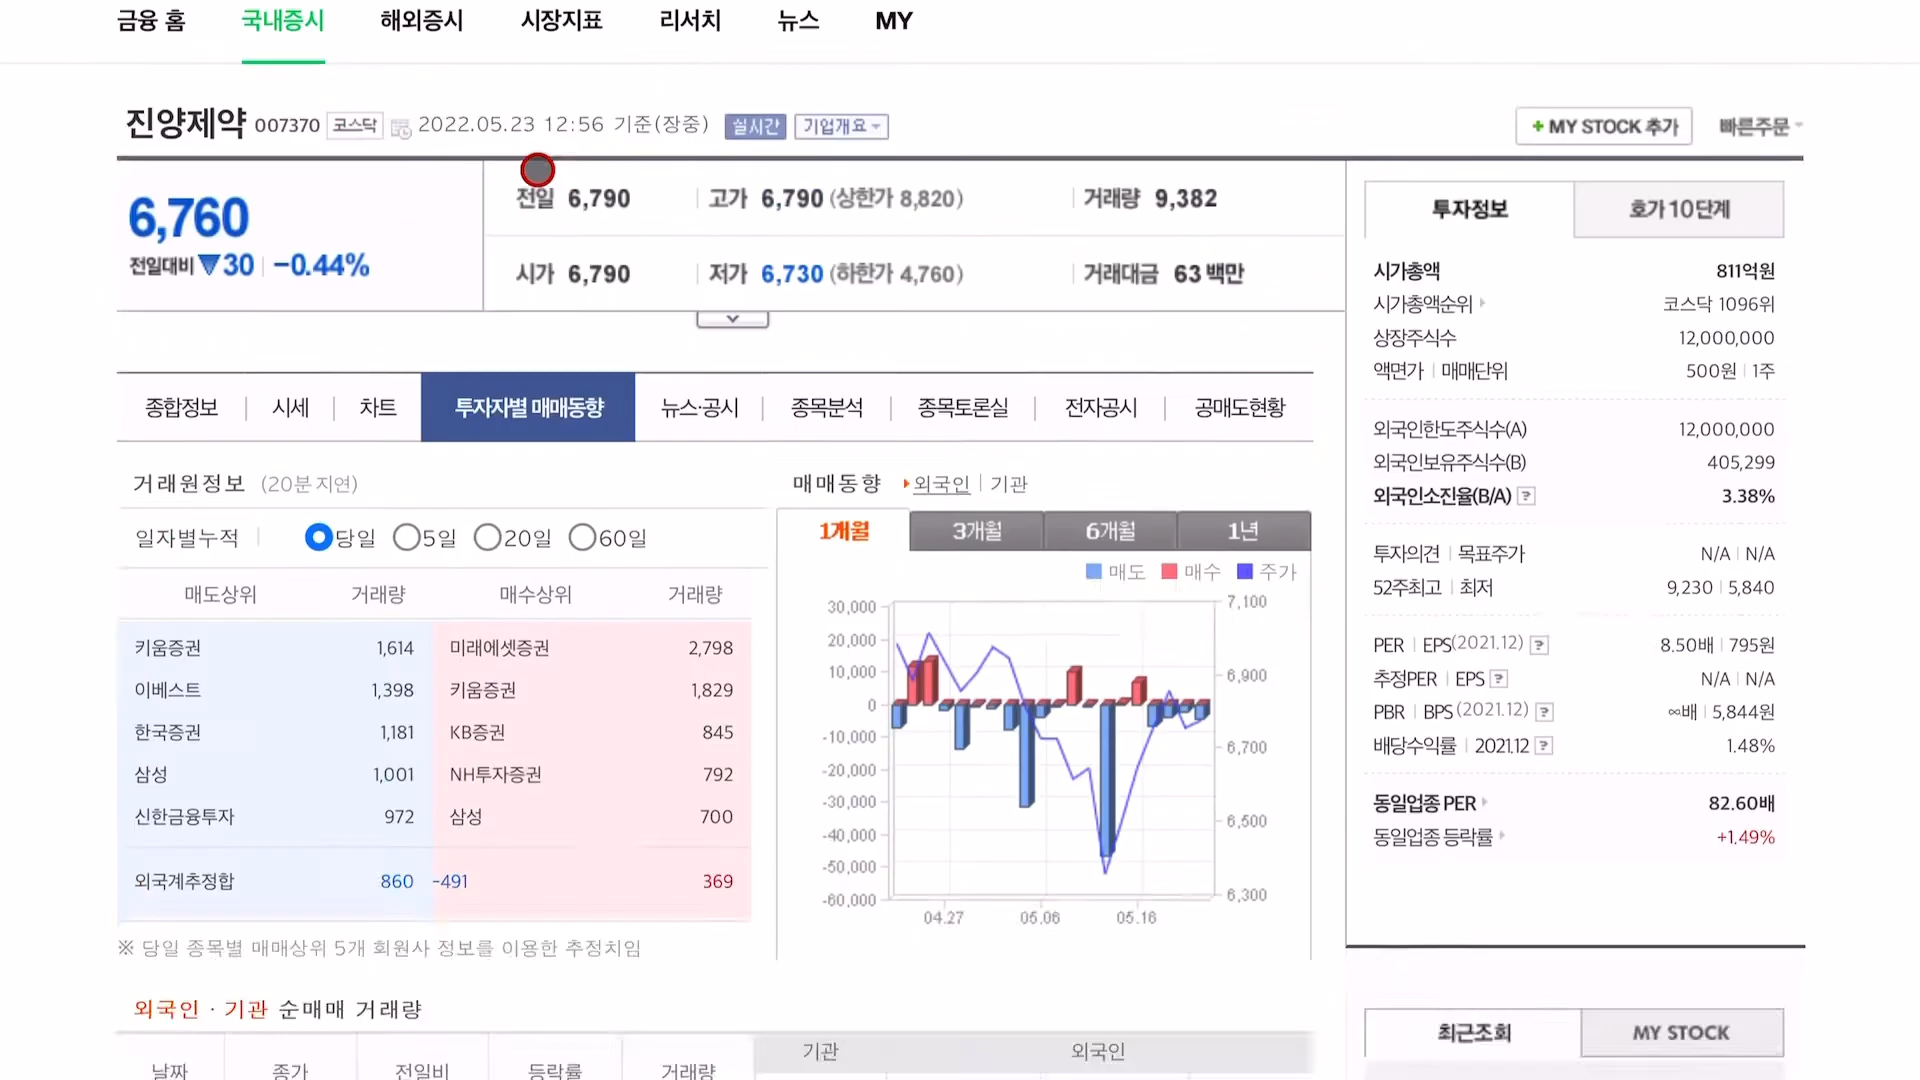 금융 홈 국내증시 해외증시 시장지표 리서치 뉴스 MY
진양제약 007370 코스닥 2022.05.23 12:56 기준(장중) 실시간 기업개요
+ MY STOCK 추가 빠른주문
6,760
전일대비 ▼30 -0.44%
전일 6,790 고가 6,790 (상한가 8,820) 거래량 9,382
시가 6,790 저가 6,730 (하한가 4,760) 거래대금 63 백만
종합정보 시세 차트 투자자별 매매동향 뉴스·공시 종목분석 종목토론실 전자공시 공매도현황
거래원정보 (20분 지연)
일자별누적 당일 5일 20일 60일
매도상위 거래량 매수상위 거래량
키움증권 1,614 미래에셋증권 2,798
이베스트 1,398 키움증권 1,829
한국증권 1,181 KB증권 845
삼성 1,001 NH투자증권 792
신한금융투자 972 삼성 700
외국계추정합 860 -491 369
※ 당일 종목별 매매상위 5개 회원사 정보를 이용한 추정치임
매매동향 외국인 기관
1개월 3개월 6개월 1년
매도 매수 주가
30,000 7,100
20,000
10,000 6,900
0
-10,000 6,700
-20,000
-30,000 6,500
-40,000
-50,000
-60,000 6,300
04.27 05.06 05.16
외국인 · 기관 순매매 거래량
기관 외국인
날짜 종가 전일비 등락률 거래량
투자정보 호가 10단계
시가총액 811억원
시가총액순위 코스닥 1096위
상장주식수 12,000,000
액면가 매매단위 500원 1주
외국인한도주식수(A) 12,000,000
외국인보유주식수(B) 405,299
외국인소진율(B/A) ? 3.38%
투자의견 목표주가 N/A N/A
52주최고 최저 9,230 5,840
PER EPS(2021.12) ? 8.50배 795원
추정PER EPS ? N/A N/A
PBR BPS (2021.12) ? ∞배 5,844원
배당수익률 2021.12 ? 1.48%
동일업종 PER 82.60배
동일업종 등락률 +1.49%
최근조회 MY STOCK